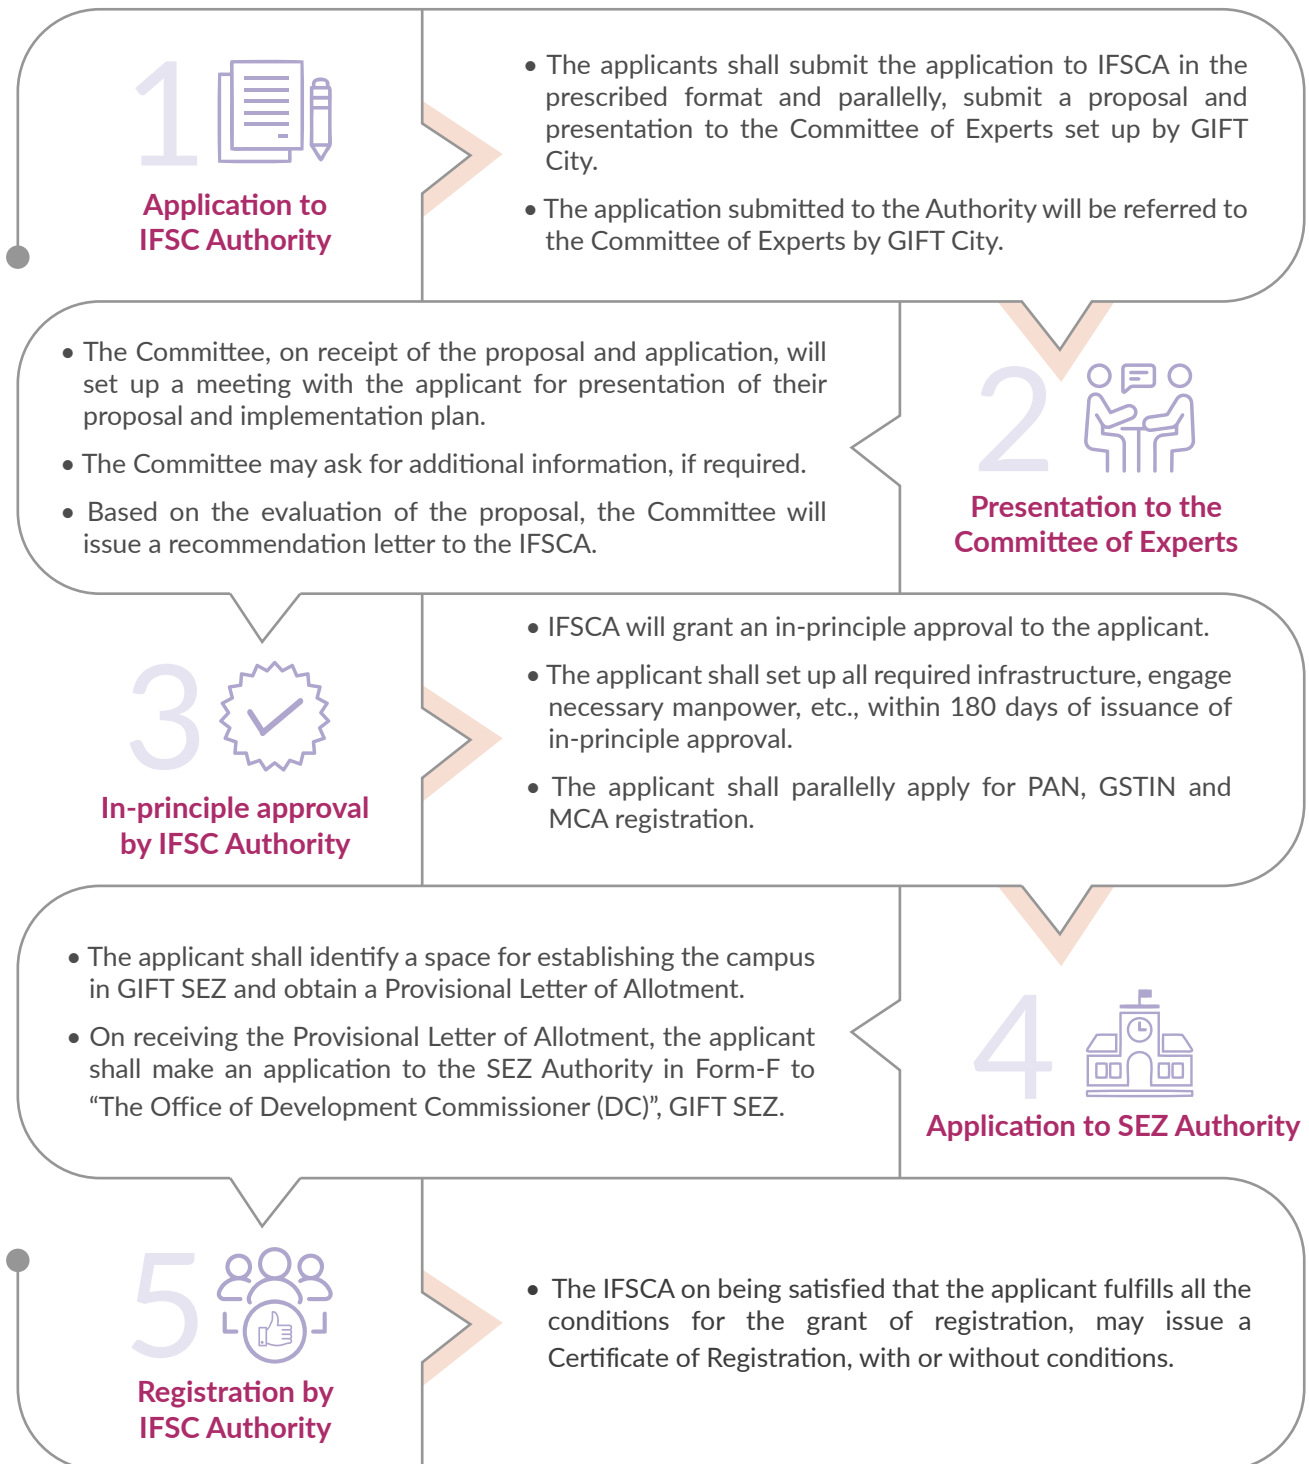 1
Application to
IFSC Authority
• The applicants shall submit the application to IFSCA in the
prescribed format and parallelly, submit a proposal and
presentation to the Committee of Experts set up by GIFT
City.
• The application submitted to the Authority will be referred to
the Committee of Experts by GIFT City.
2
Presentation to the
Committee of Experts
• The Committee, on receipt of the proposal and application, will
set up a meeting with the applicant for presentation of their
proposal and implementation plan.
• The Committee may ask for additional information, if required.
• Based on the evaluation of the proposal, the Committee will
issue a recommendation letter to the IFSCA.
3
In-principle approval
by IFSC Authority
• IFSCA will grant an in-principle approval to the applicant.
• The applicant shall set up all required infrastructure, engage
necessary manpower, etc., within 180 days of issuance of
in-principle approval.
• The applicant shall parallelly apply for PAN, GSTIN and
MCA registration.
4
Application to SEZ Authority
• The applicant shall identify a space for establishing the campus
in GIFT SEZ and obtain a Provisional Letter of Allotment.
• On receiving the Provisional Letter of Allotment, the applicant
shall make an application to the SEZ Authority in Form-F to
“The Office of Development Commissioner (DC)”, GIFT SEZ.
5
Registration by
IFSC Authority
• The IFSCA on being satisfied that the applicant fulfills all the
conditions for the grant of registration, may issue a
Certificate of Registration, with or without conditions.